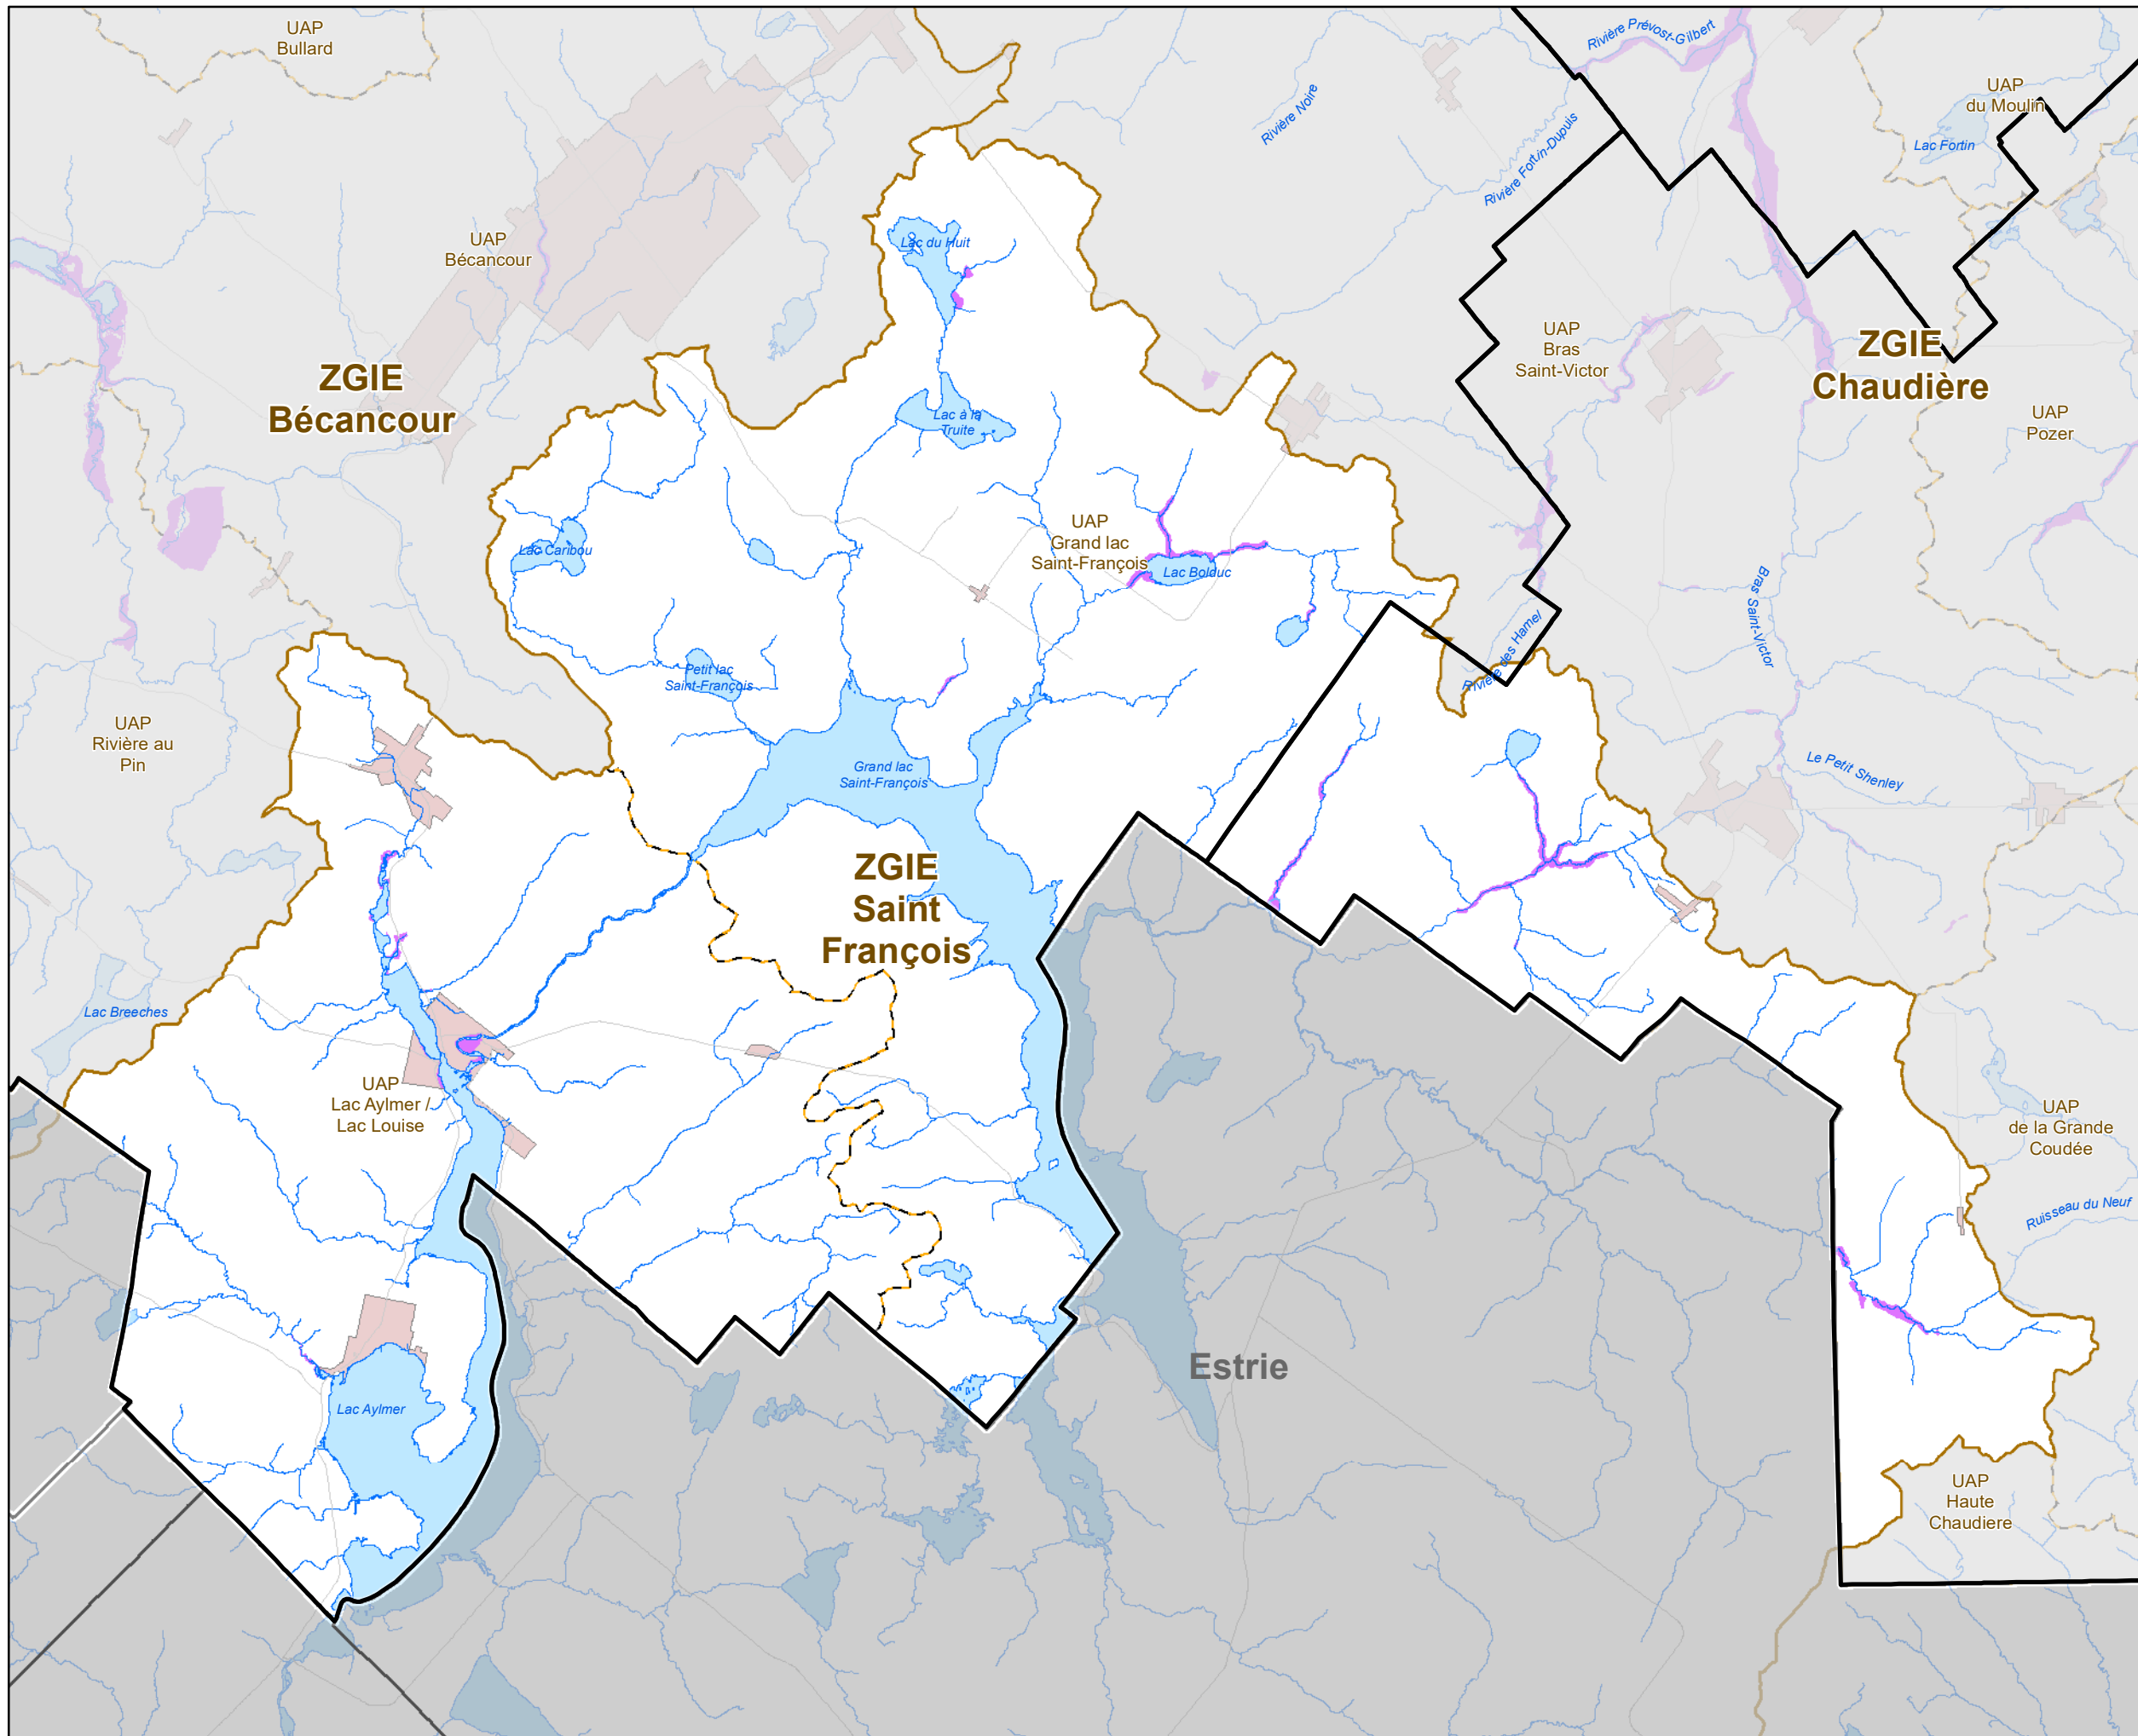 UAP
Bullard
Rivière Prévost-Gilbert
UAP
du Moulin
Rivière Noire
Rivière Fortin-Dupuis
Lac Fortin
UAP
Bécancour
Lac du Huit
ZGIE
Bécancour
UAP
Bras
Saint-Victor
ZGIE
Chaudière
Lac à la
Truite
UAP
Pozer
Lac Caribou
UAP
Grand lac
Saint-François
Lac Bolduc
Bras Saint-Victor
Rivière des Hamel
Petit lac
Saint-François
UAP
Rivière au
Pin
Grand lac
Saint-François
Le Petit Shenley
ZGIE
Saint
François
Lac Breeches
UAP
Lac Aylmer /
Lac Louise
UAP
de la Grande
Coudée
Ruisseau du Neuf
Estrie
Lac Aylmer
UAP
Haute
Chaudiere